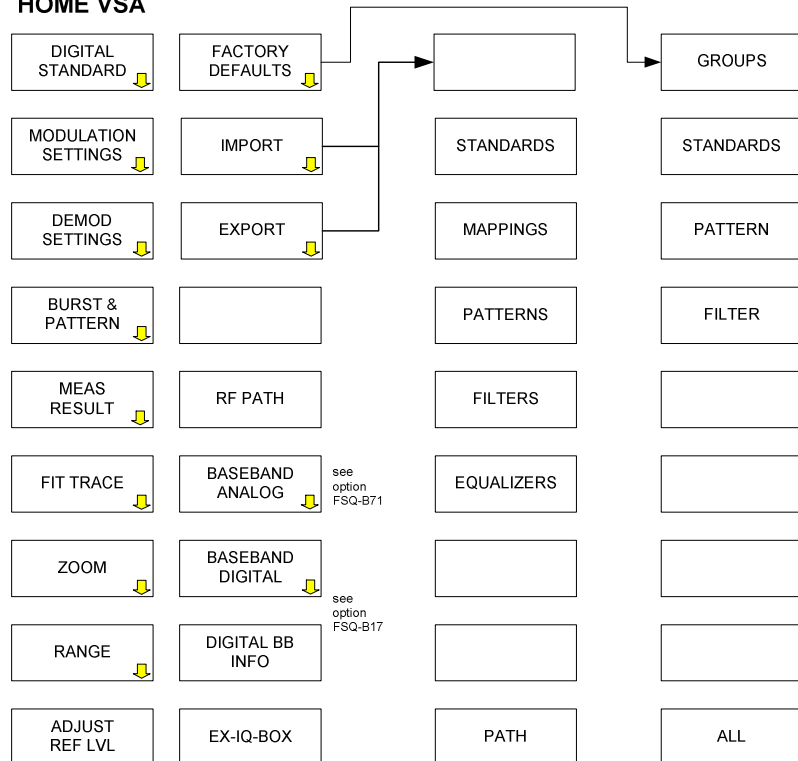 HOME VSA
DIGITAL
STANDARD
FACTORY
DEFAULTS
GROUPS
MODULATION
SETTINGS
IMPORT
STANDARDS
STANDARDS
DEMOD
SETTINGS
EXPORT
MAPPINGS
PATTERN
BURST &
PATTERN
PATTERNS
FILTER
MEAS
RESULT
RF PATH
FILTERS
FIT TRACE
BASEBAND
ANALOG
see
option
FSQ-B71
EQUALIZERS
ZOOM
BASEBAND
DIGITAL
see
option
FSQ-B17
RANGE
DIGITAL BB
INFO
ADJUST
REF LVL
EX-IQ-BOX
PATH
ALL